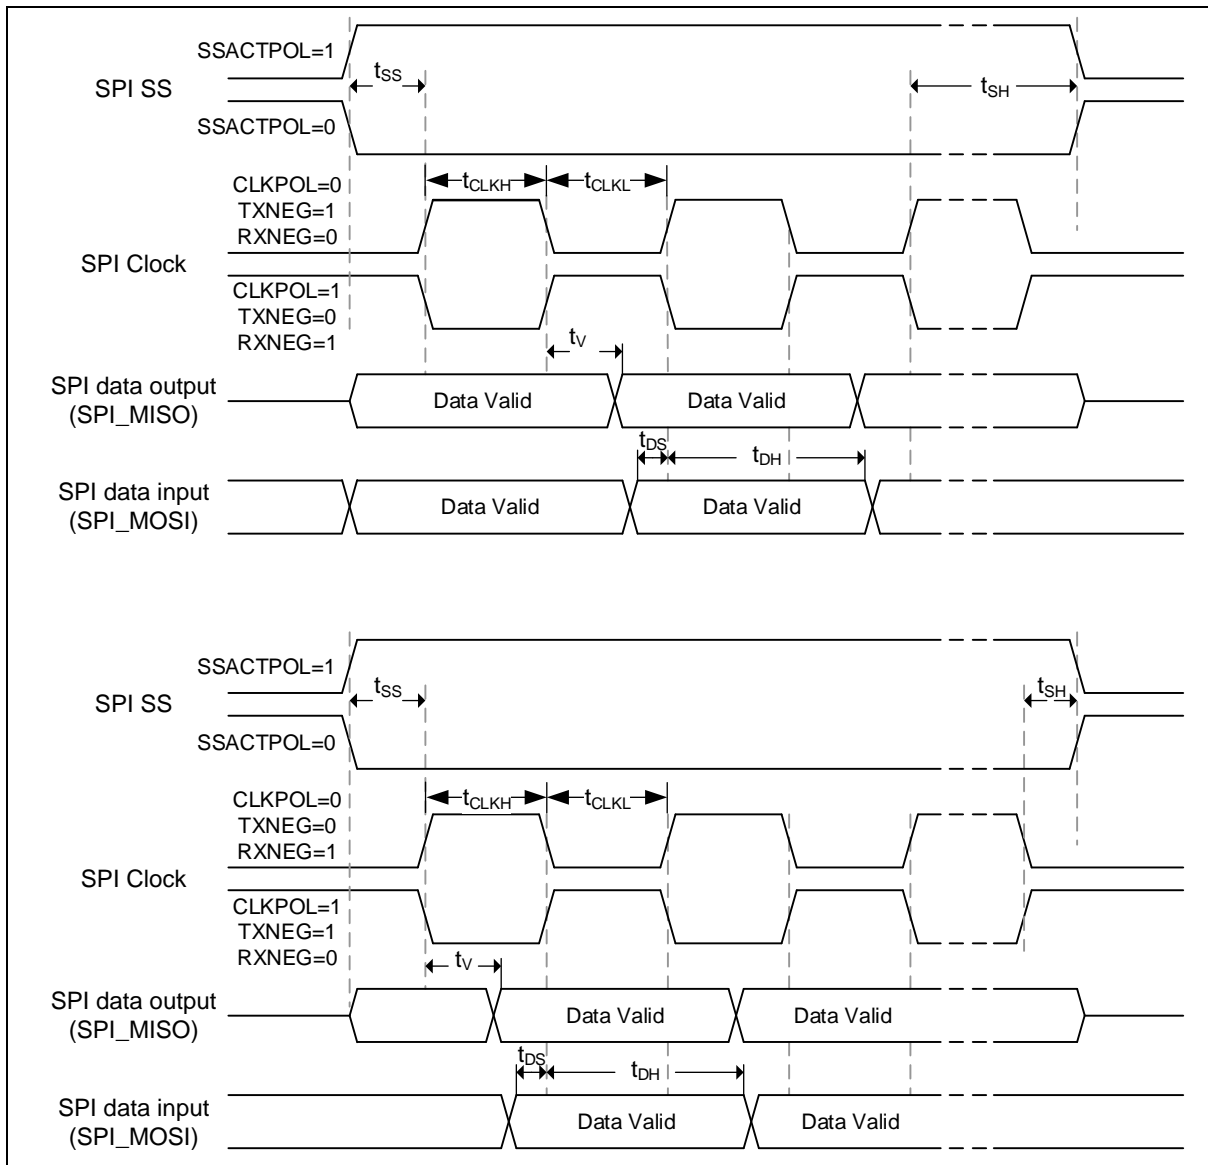 SSACTPOL=1
SPI SS
tSS
tSH
SSACTPOL=0
CLKPOL=0
TXNEG=1
RXNEG=0
tCLKH
tCLKL
SPI Clock
CLKPOL=1
TXNEG=0
RXNEG=1
tV
SPI data output
(SPI_MISO)
Data Valid
Data Valid
tDS
tDH
SPI data input
(SPI_MOSI)
Data Valid
Data Valid
SSACTPOL=1
SPI SS
tSS
tSH
SSACTPOL=0
CLKPOL=0
TXNEG=0
RXNEG=1
tCLKH
tCLKL
SPI Clock
CLKPOL=1
TXNEG=1
RXNEG=0
tV
SPI data output
(SPI_MISO)
Data Valid
Data Valid
tDS
tDH
SPI data input
(SPI_MOSI)
Data Valid
Data Valid